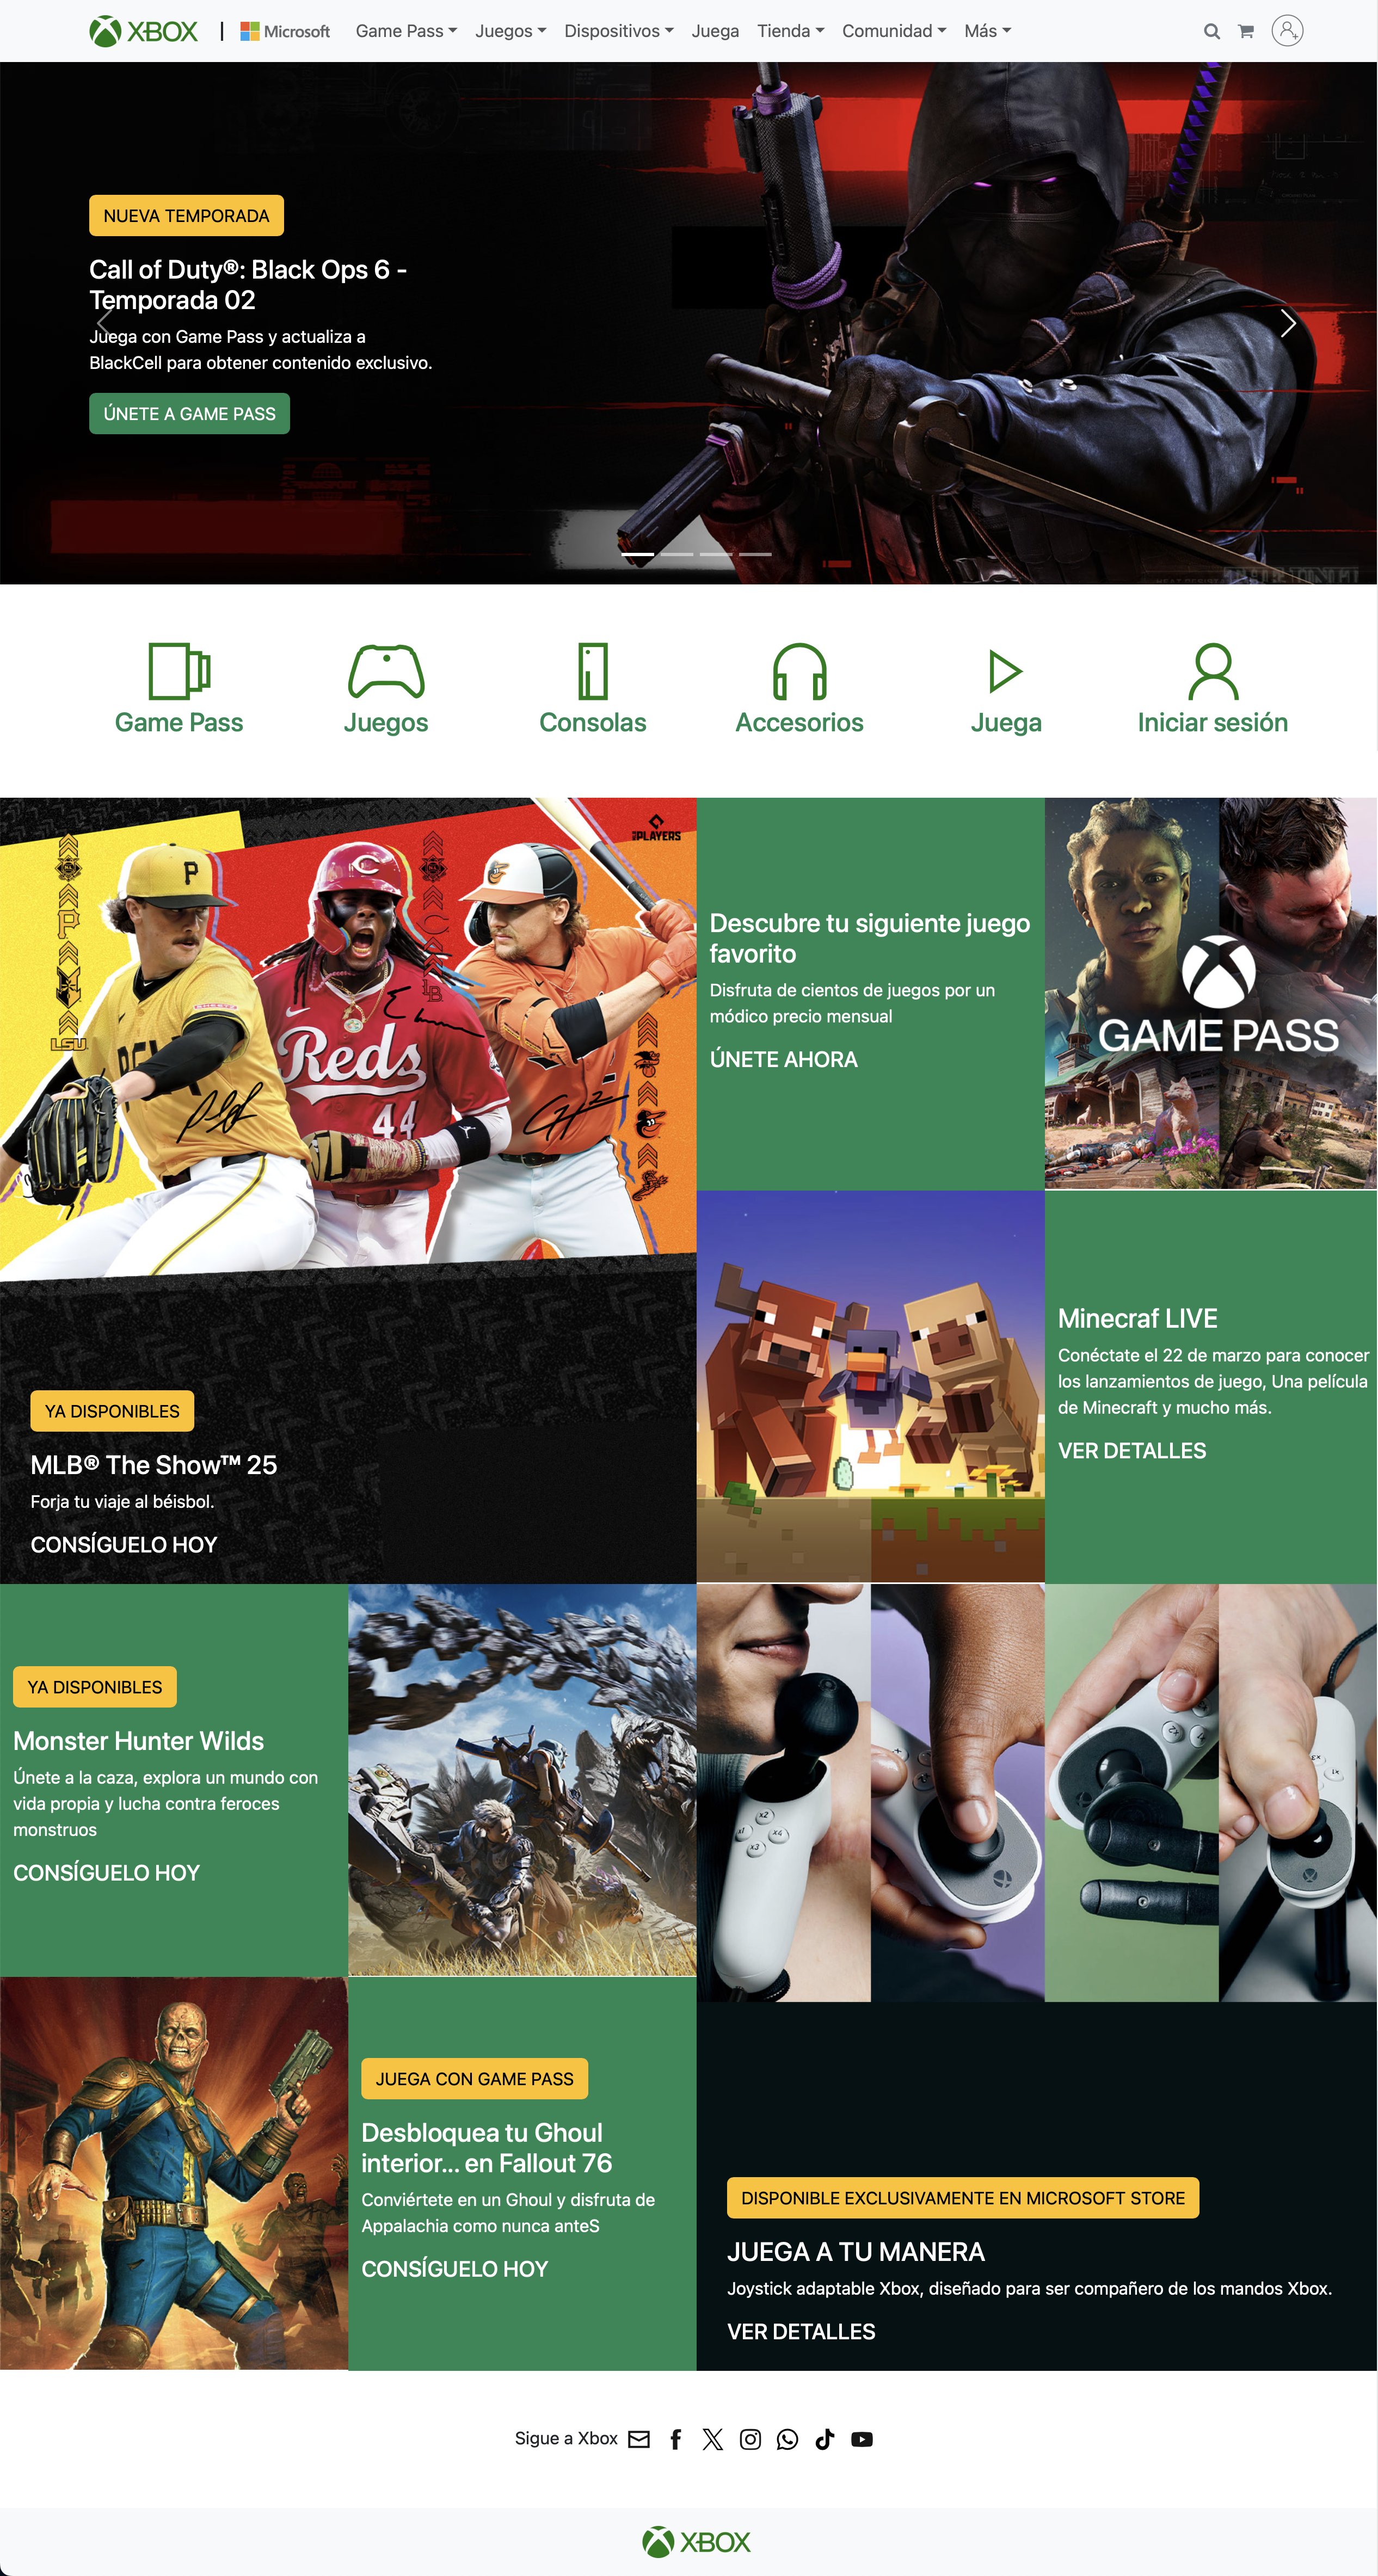 XBOX | Microsoft Game Pass Juegos Dispositivos Juega Tienda Comunidad Más
NUEVA TEMPORADA
Call of Duty®: Black Ops 6 -
Temporada 02
Juega con Game Pass y actualiza a
BlackCell para obtener contenido exclusivo.
ÚNETE A GAME PASS
Game Pass
Juegos
Consolas
Accesorios
Juega
Iniciar sesión
PLAYERS
P
C
LSU
Reds
44
YA DISPONIBLES
MLB® The Show™ 25
Forja tu viaje al béisbol.
CONSÍGUELO HOY
Descubre tu siguiente juego
favorito
Disfruta de cientos de juegos por un
módico precio mensual
ÚNETE AHORA
GAME PASS
Minecraf LIVE
Conéctate el 22 de marzo para conocer
los lanzamientos de juego, Una película
de Minecraft y mucho más.
VER DETALLES
YA DISPONIBLES
Monster Hunter Wilds
Únete a la caza, explora un mundo con
vida propia y lucha contra feroces
monstruos
CONSÍGUELO HOY
x2
x1 x4
x3
JUEGA CON GAME PASS
Desbloquea tu Ghoul
interior... en Fallout 76
Conviértete en un Ghoul y disfruta de
Appalachia como nunca anteS
CONSÍGUELO HOY
DISPONIBLE EXCLUSIVAMENTE EN MICROSOFT STORE
JUEGA A TU MANERA
Joystick adaptable Xbox, diseñado para ser compañero de los mandos Xbox.
VER DETALLES
Sigue a Xbox
XBOX